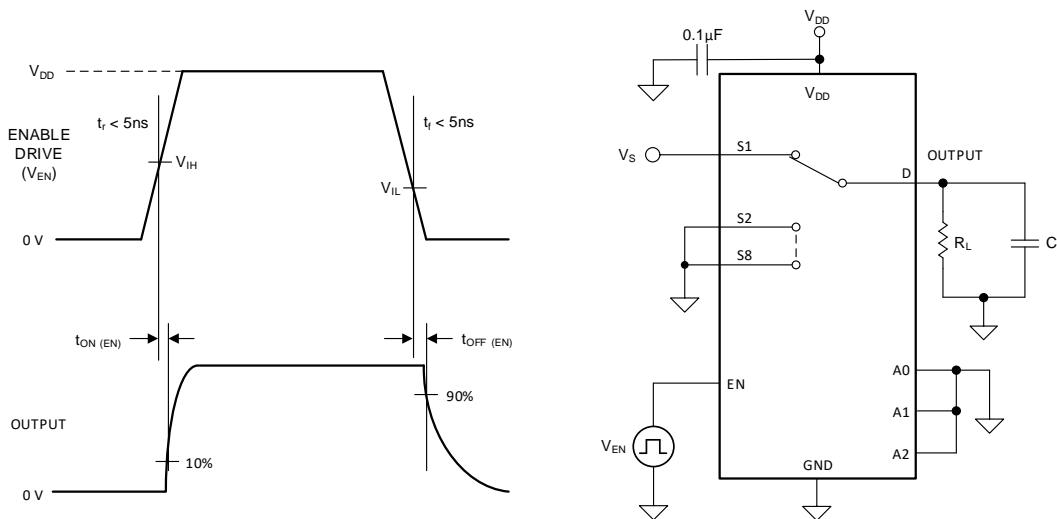 V_DD
t_r < 5ns
t_f < 5ns
ENABLE
DRIVE
(V_EN)
V_IH
V_IL
0 V
t_ON (EN)
t_OFF (EN)
90%
OUTPUT
10%
0 V
V_DD
0.1µF
V_DD
V_S
S1
OUTPUT
D
S2
S8
R_L
C
EN
A0
A1
A2
V_EN
GND